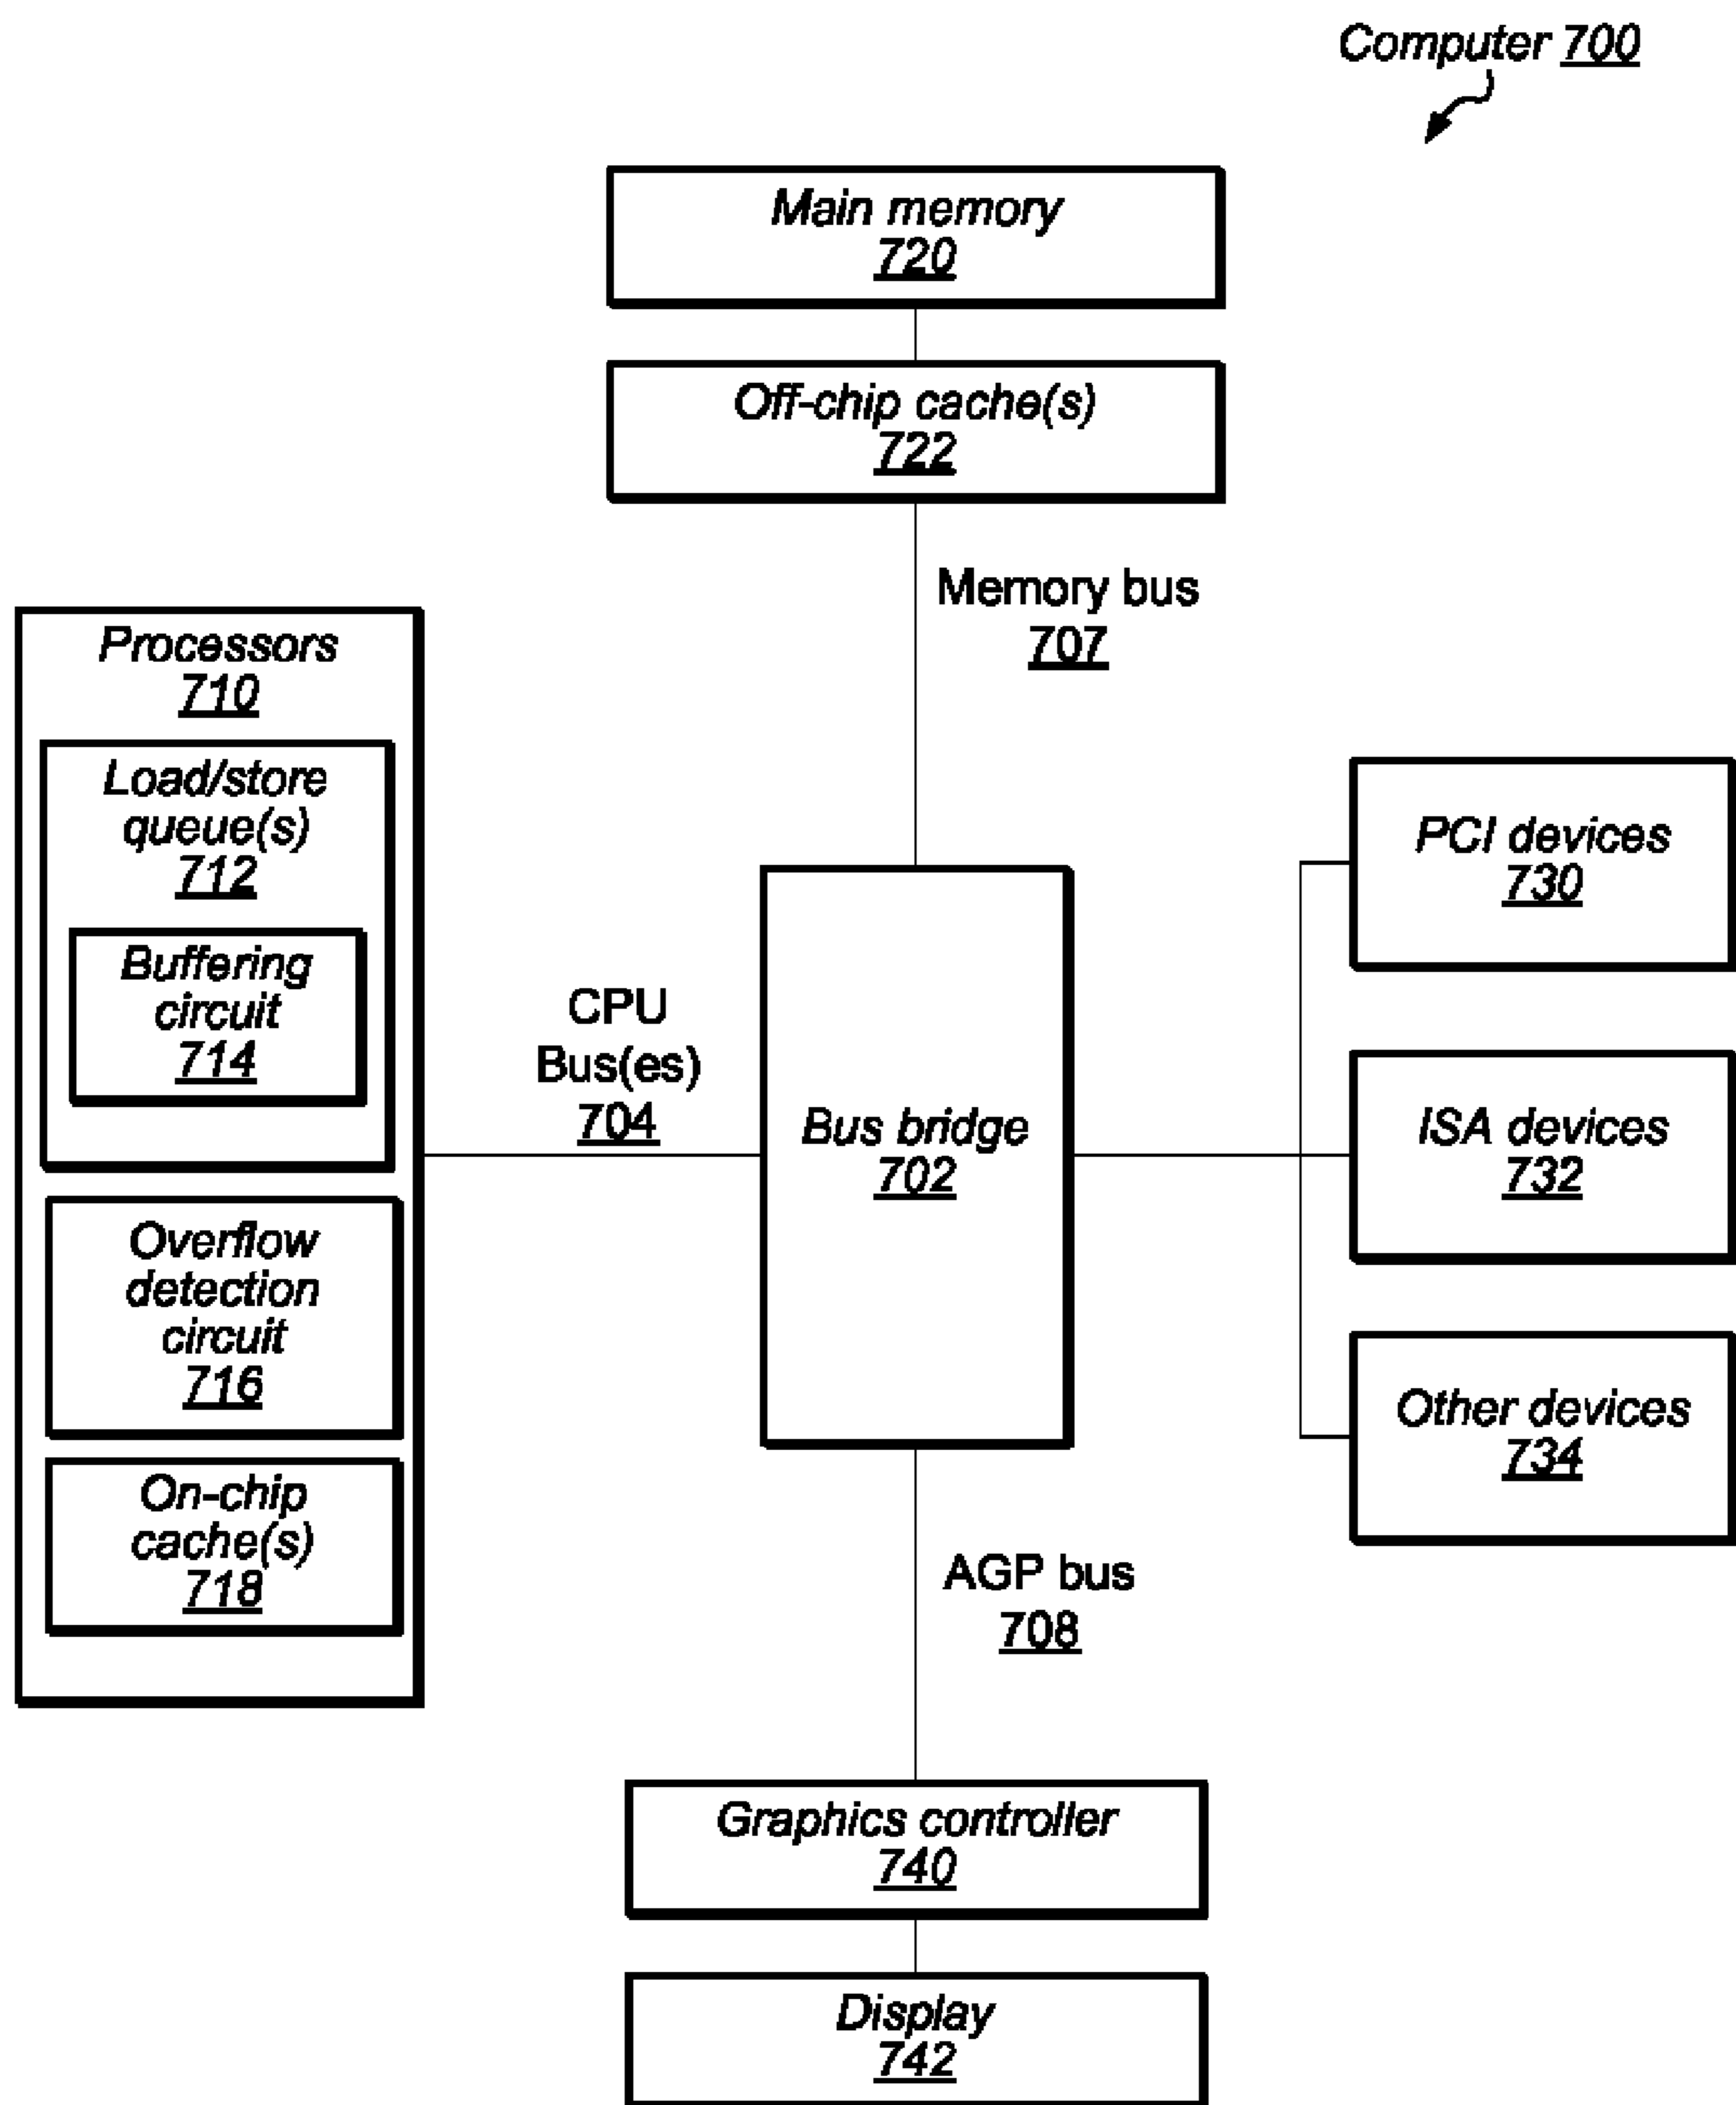 Computer 700
Main memory
720
Off-chip cache(s)
722
Memory bus
707
Processors
710
Load/store
queue(s)
712
Buffering
circuit
714
Overflow
detection
circuit
716
On-chip
cache(s)
718
CPU
Bus(es)
704
Bus bridge
702
PCI devices
730
ISA devices
732
Other devices
734
AGP bus
708
Graphics controller
740
Display
742